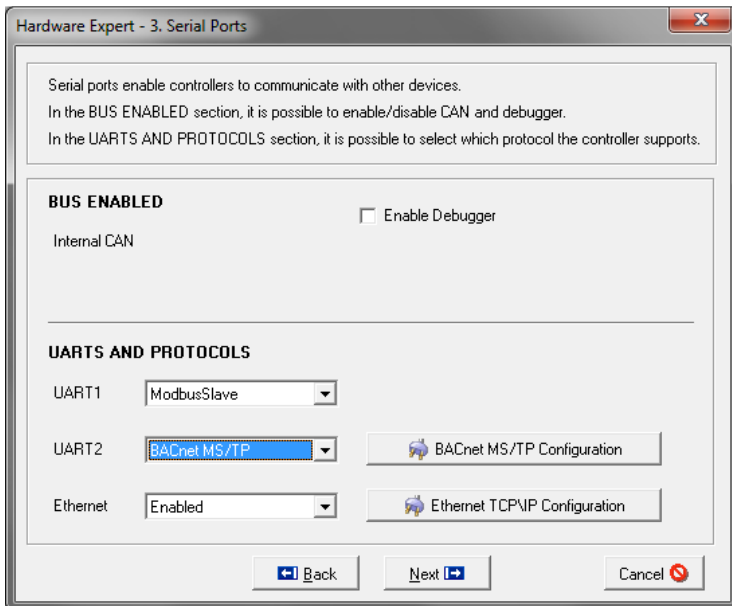 Hardware Expert - 3. Serial Ports
Serial ports enable controllers to communicate with other devices.
In the BUS ENABLED section, it is possible to enable/disable CAN and debugger.
In the UARTS AND PROTOCOLS section, it is possible to select which protocol the controller supports.
BUS ENABLED
Enable Debugger
Internal CAN
UARTS AND PROTOCOLS
UART1 ModbusSlave
UART2 BACnet MS/TP BACnet MS/TP Configuration
Ethernet Enabled Ethernet TCP\IP Configuration
Back Next Cancel